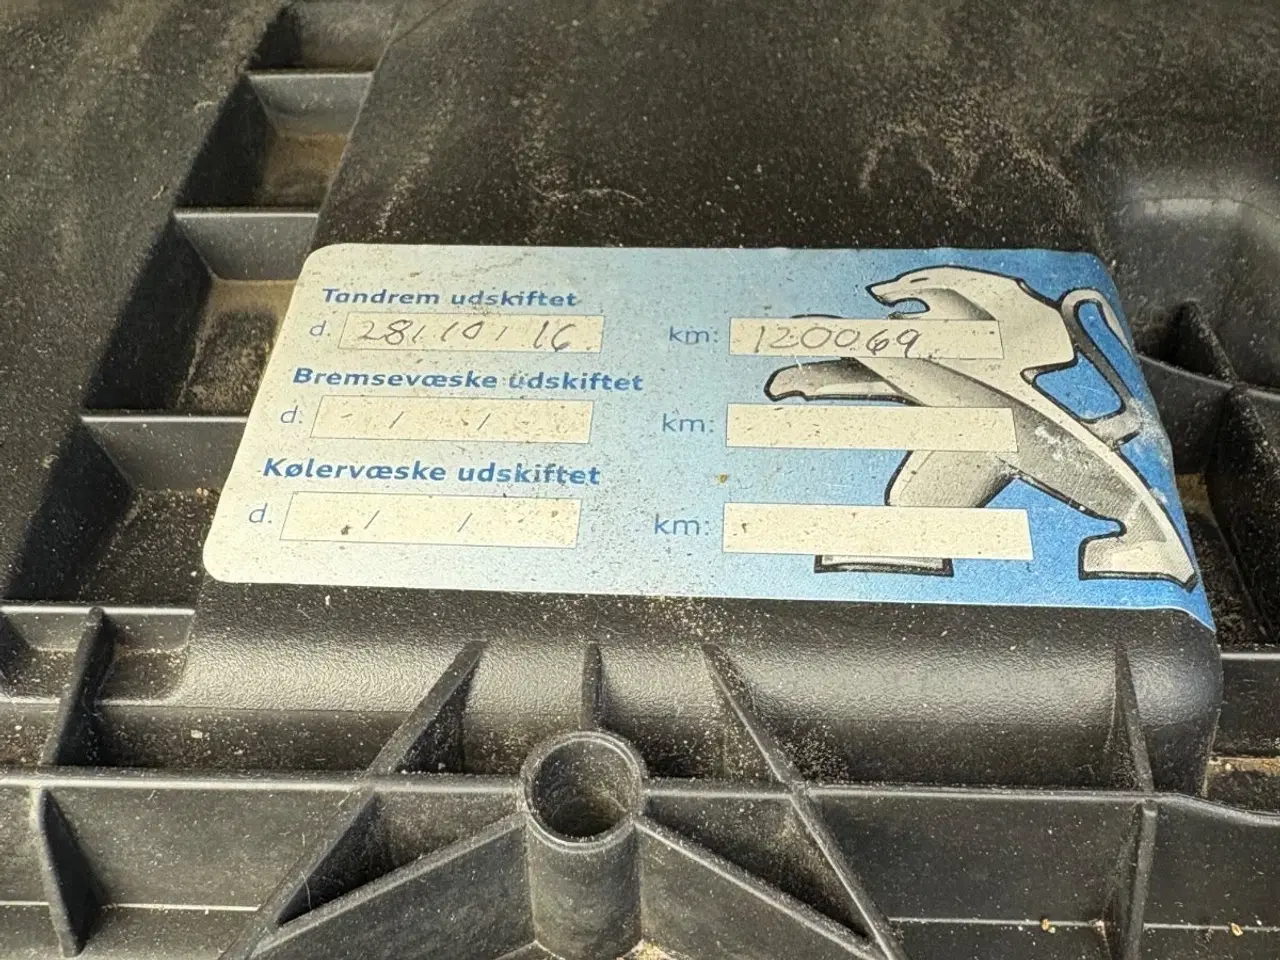 Tandrem udskiftet
d. 28/10/16 km: 120069
Bremsevæske udskiftet
d. / / km:
Kølervæske udskiftet
d. / / km: